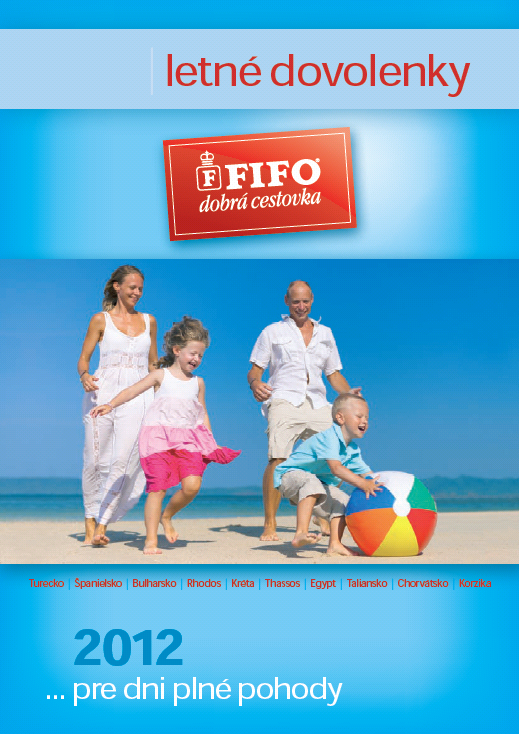 letné dovolenky
F FIFO®
dobrá cestovka
Turecko | Španielsko | Bulharsko | Rhodos | Kréta | Thassos | Egypt | Taliansko | Chorvátsko | Korzika
2012
... pre dni plné pohody